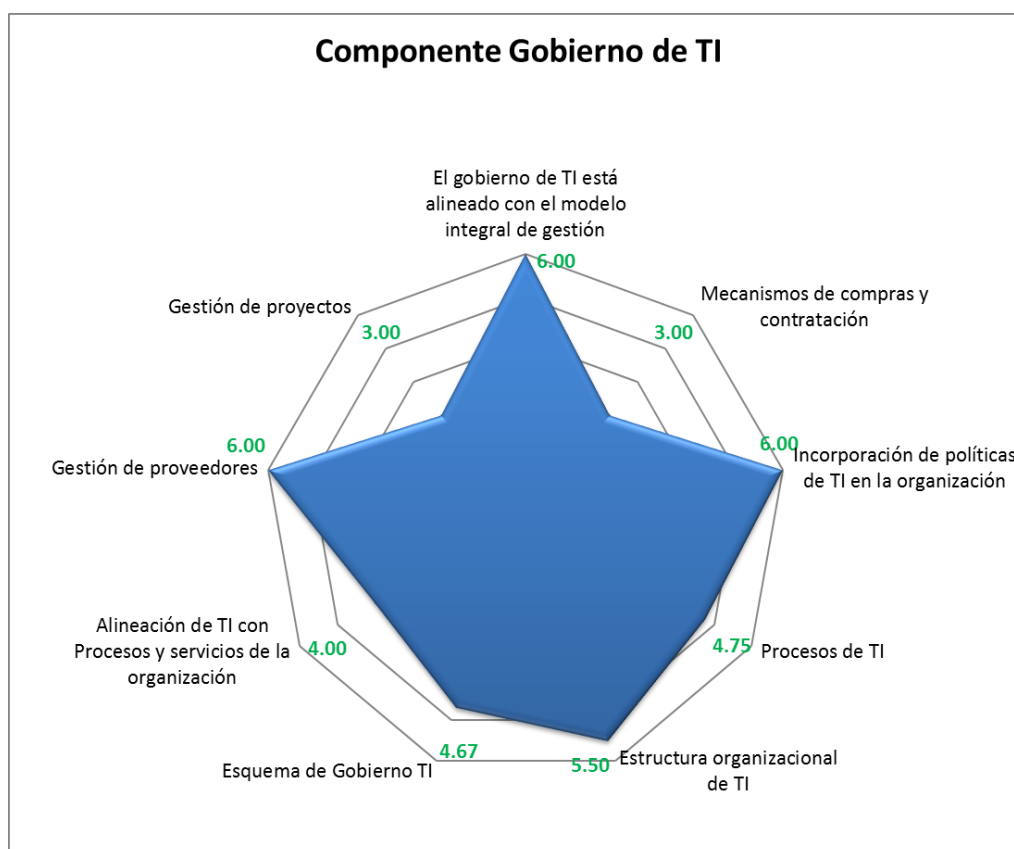 Componente Gobierno de TI
El gobierno de TI está
alineado con el modelo
integral de gestión
6.00
Mecanismos de compras y
contratación
3.00
Incorporación de políticas
de TI en la organización
6.00
Procesos de TI
4.75
Estructura organizacional
de TI
5.50
Esquema de Gobierno TI
4.67
Alineación de TI con
Procesos y servicios de la
organización
4.00
Gestión de proveedores
6.00
Gestión de proyectos
3.00